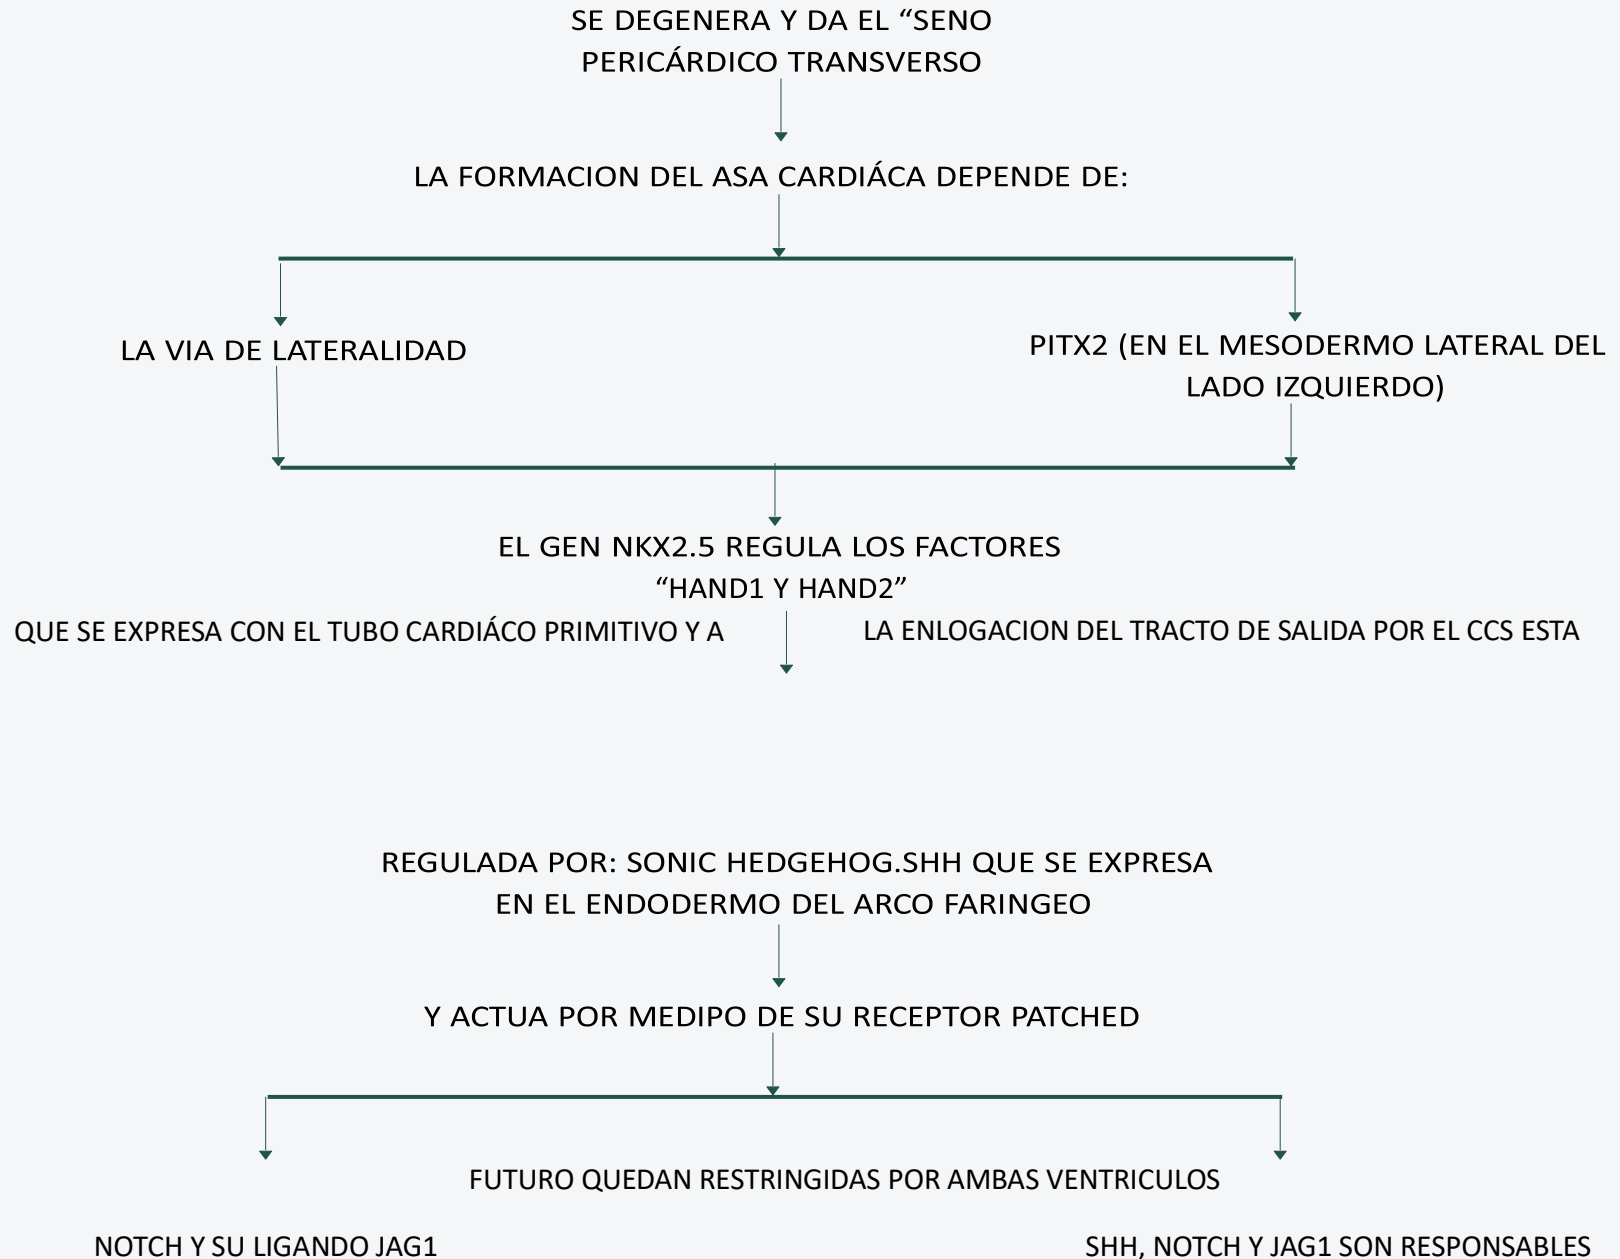 SE DEGENERA Y DA EL “SENO
PERICÁRDICO TRANSVERSO
LA FORMACION DEL ASA CARDIÁCA DEPENDE DE:
LA VIA DE LATERALIDAD
PITX2 (EN EL MESODERMO LATERAL DEL
LADO IZQUIERDO)
EL GEN NKX2.5 REGULA LOS FACTORES
“HAND1 Y HAND2”
QUE SE EXPRESA CON EL TUBO CARDIÁCO PRIMITIVO Y A
LA ENLOGACION DEL TRACTO DE SALIDA POR EL CCS ESTA
REGULADA POR: SONIC HEDGEHOG.SHH QUE SE EXPRESA
EN EL ENDODERMO DEL ARCO FARINGEO
Y ACTUA POR MEDIPO DE SU RECEPTOR PATCHED
FUTURO QUEDAN RESTRINGIDAS POR AMBAS VENTRICULOS
NOTCH Y SU LIGANDO JAG1
SHH, NOTCH Y JAG1 SON RESPONSABLES